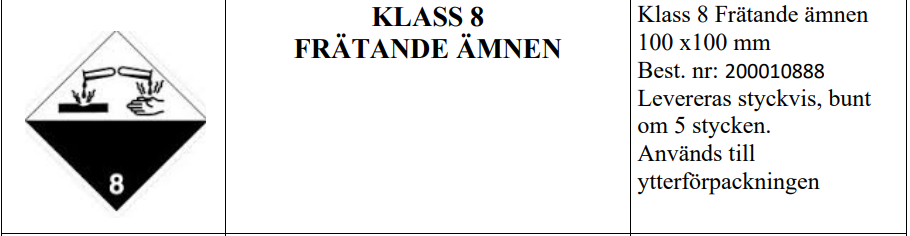 8
KLASS 8
FRÄTANDE ÄMNEN
Klass 8 Frätande ämnen
100 x100 mm
Best. nr: 200010888
Levereras styckvis, bunt
om 5 stycken.
Används till
ytterförpackningen